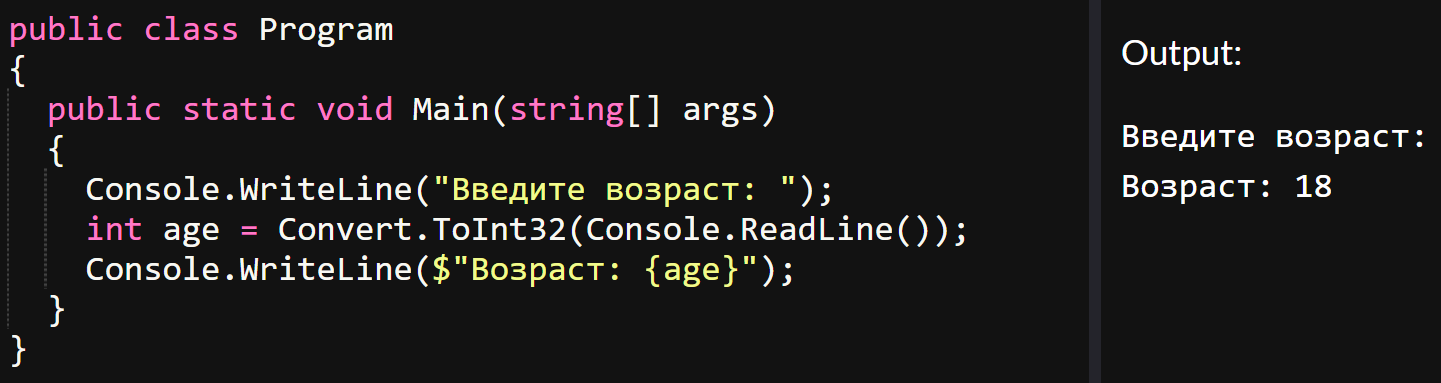 public class Program
{
public static void Main(string[] args)
{
Console.WriteLine("Введите возраст: ");
int age = Convert.ToInt32(Console.ReadLine());
Console.WriteLine($"Возраст: {age}");
}
}
Output:
Введите возраст:
Возраст: 18